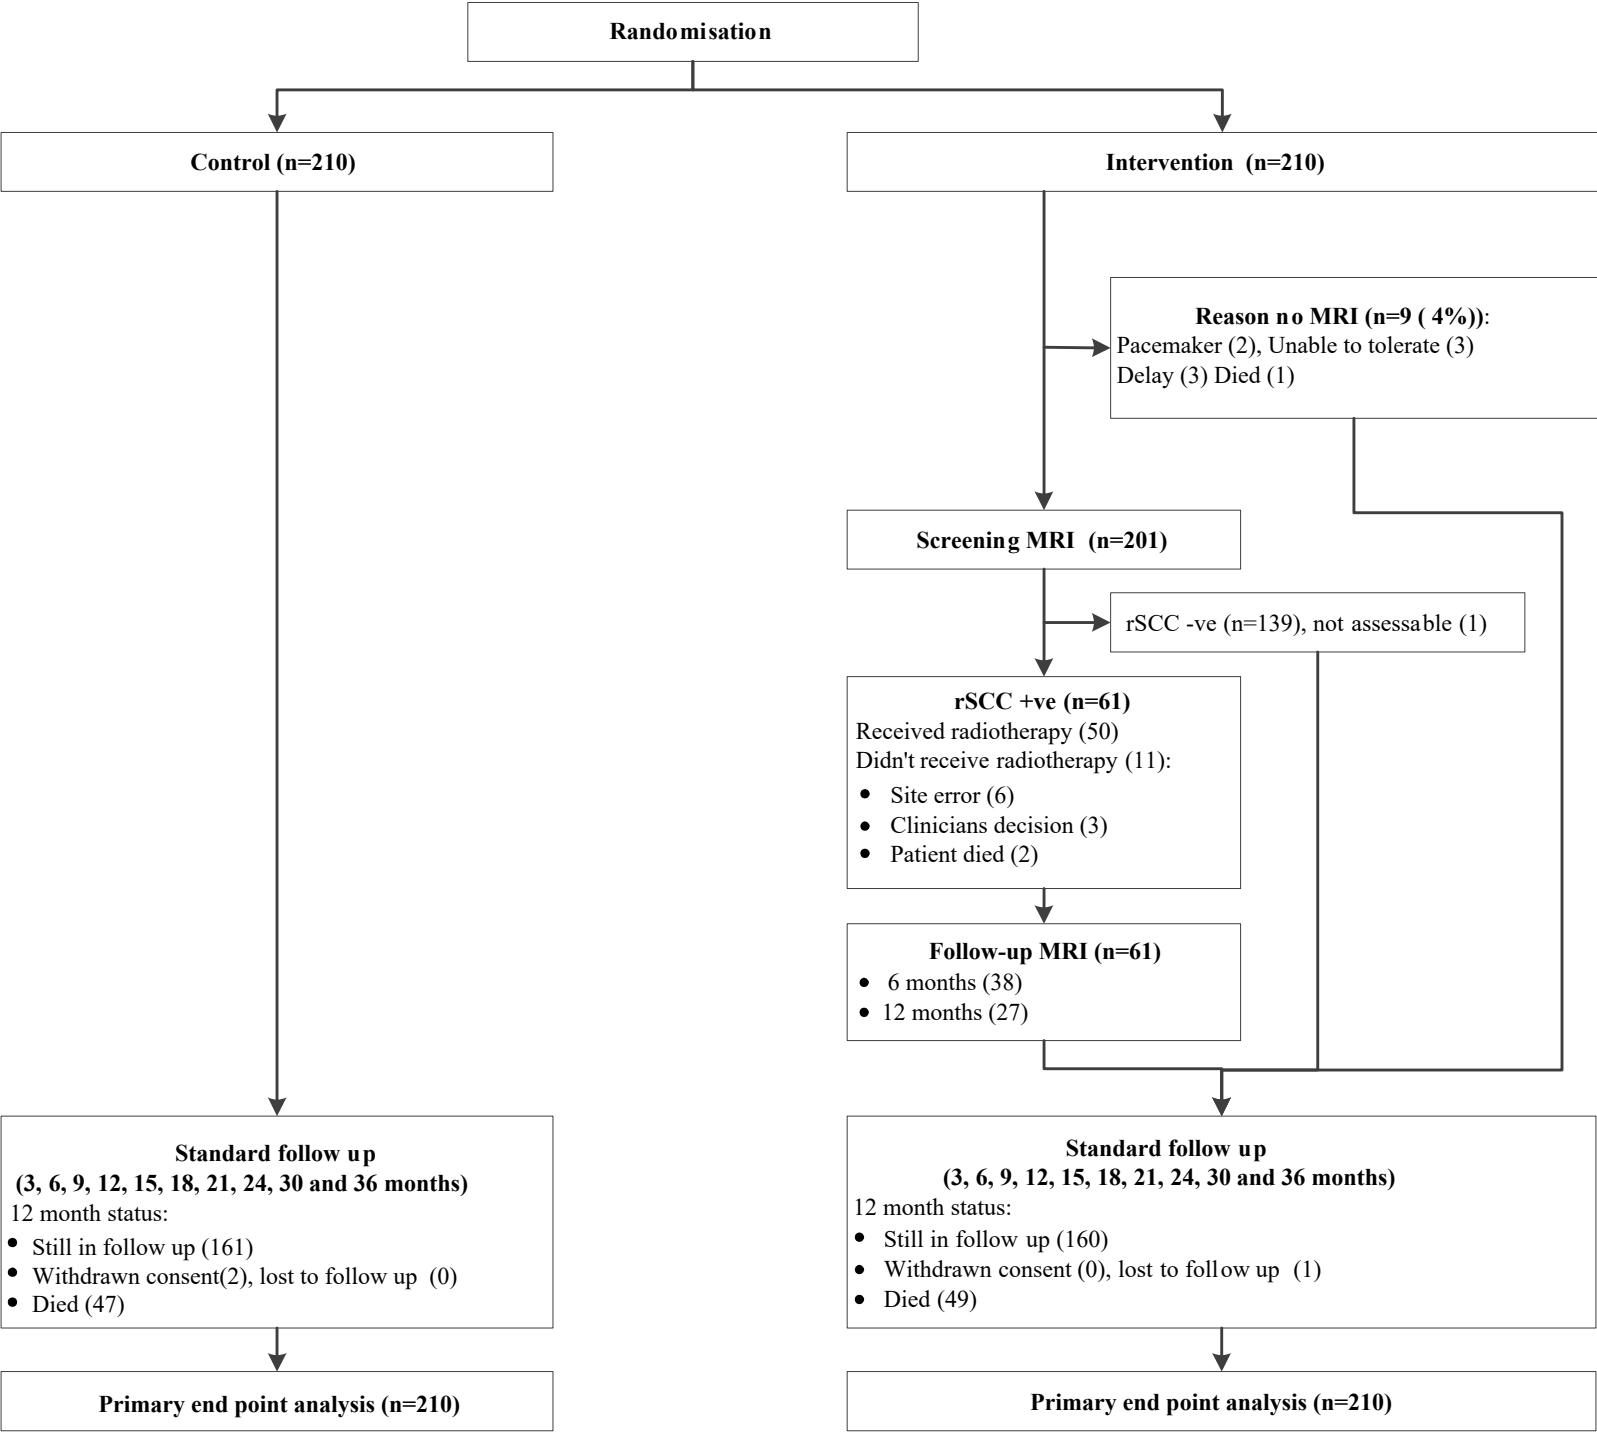 Randomisation
Control (n=210)
Intervention (n=210)
Reason no MRI (n=9 ( 4%)):
Pacemaker (2), Unable to tolerate (3)
Delay (3) Died (1)
Screening MRI (n=201)
rSCC -ve (n=139), not assessable (1)
rSCC +ve (n=61)
Received radiotherapy (50)
Didn't receive radiotherapy (11):
• Site error (6)
• Clinicians decision (3)
• Patient died (2)
Follow-up MRI (n=61)
• 6 months (38)
• 12 months (27)
Standard follow up
(3, 6, 9, 12, 15, 18, 21, 24, 30 and 36 months)
12 month status:
• Still in follow up (161)
• Withdrawn consent(2), lost to follow up (0)
• Died (47)
Standard follow up
(3, 6, 9, 12, 15, 18, 21, 24, 30 and 36 months)
12 month status:
• Still in follow up (160)
• Withdrawn consent (0), lost to follow up (1)
• Died (49)
Primary end point analysis (n=210)
Primary end point analysis (n=210)